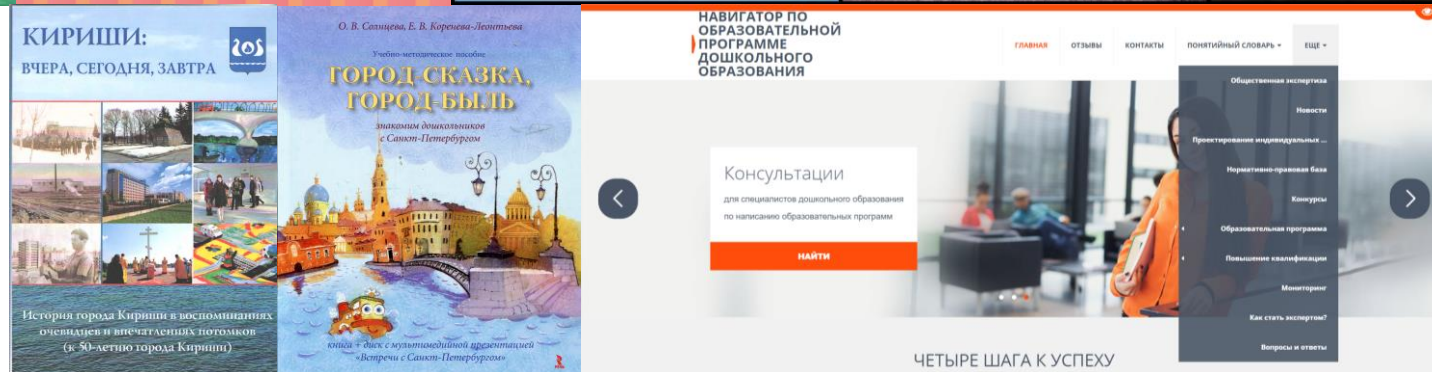 КИРИШИ:
ВЧЕРА, СЕГОДНЯ, ЗАВТРА
История города Кириши в воспоминаниях
очевидцев и впечатлениях потомков
(к 50-летию города Кириши)
О. В. Солнцева, Е. В. Коренева-Леонтьева
Учебно-методическое пособие
ГОРОД-СКАЗКА,
ГОРОД-БЫЛЬ
знакомим дошкольников
с Санкт-Петербургом
книга + диск с мультимедийной презентацией
«Встречи с Санкт-Петербургом»
НАВИГАТОР ПО
ОБРАЗОВАТЕЛЬНОЙ
ПРОГРАММЕ
ДОШКОЛЬНОГО
ОБРАЗОВАНИЯ
ГЛАВНАЯ ОТЗЫВЫ КОНТАКТЫ ПОНЯТИЙНЫЙ СЛОВАРЬ ЕЩЕ
Общественная экспертиза
Новости
Проектирование индивидуальных ...
Нормативно-правовая база
Конкурсы
Образовательная программа
Повышение квалификации
Мониторинг
Как стать экспертом?
Вопросы и ответы
Консультации
для специалистов дошкольного образования
по написанию образовательных программ
НАЙТИ
ЧЕТЫРЕ ШАГА К УСПЕХУ